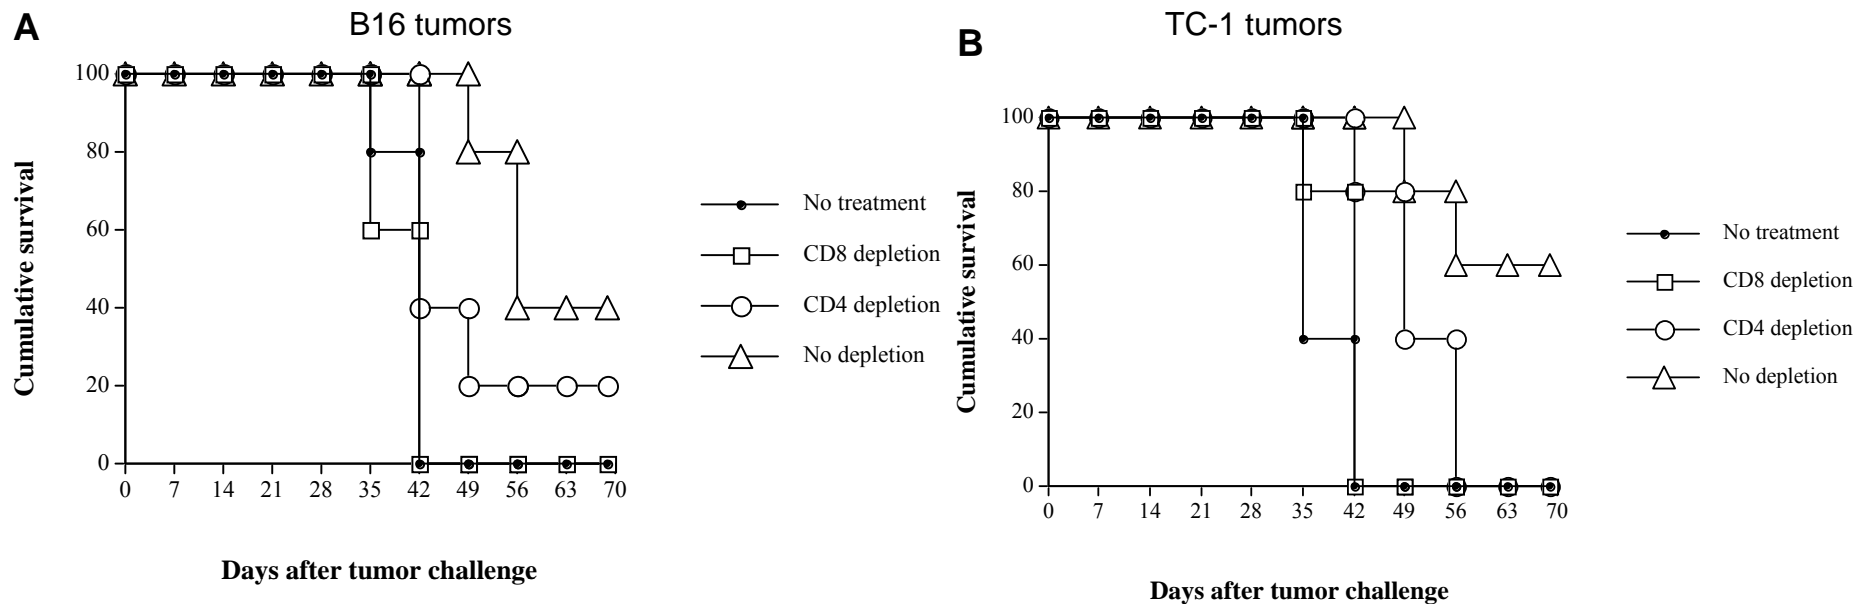 A
B16 tumors
100
80
60
40
20
0
0 7 14 21 28 35 42 49 56 63 70
Cumulative survival
Days after tumor challenge
No treatment
CD8 depletion
CD4 depletion
No depletion
B
TC-1 tumors
100
80
60
40
20
0
0 7 14 21 28 35 42 49 56 63 70
Cumulative survival
Days after tumor challenge
No treatment
CD8 depletion
CD4 depletion
No depletion